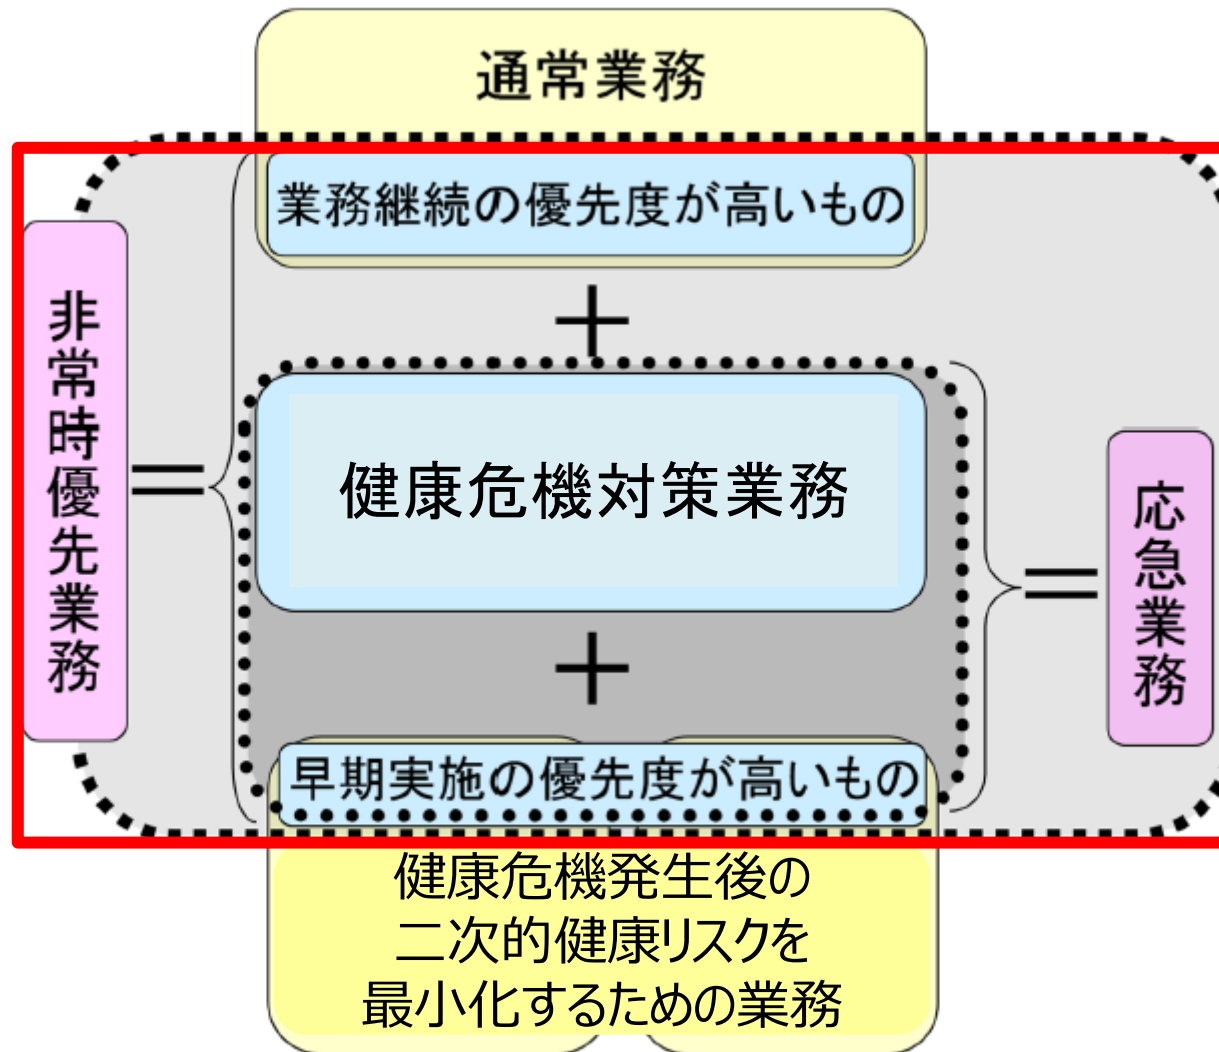 通常業務
業務継続の優先度が高いもの
＋
非常時優先業務
＝
健康危機対策業務
＝
応急業務
＋
早期実施の優先度が高いもの
健康危機発生後の
二次的健康リスクを
最小化するための業務